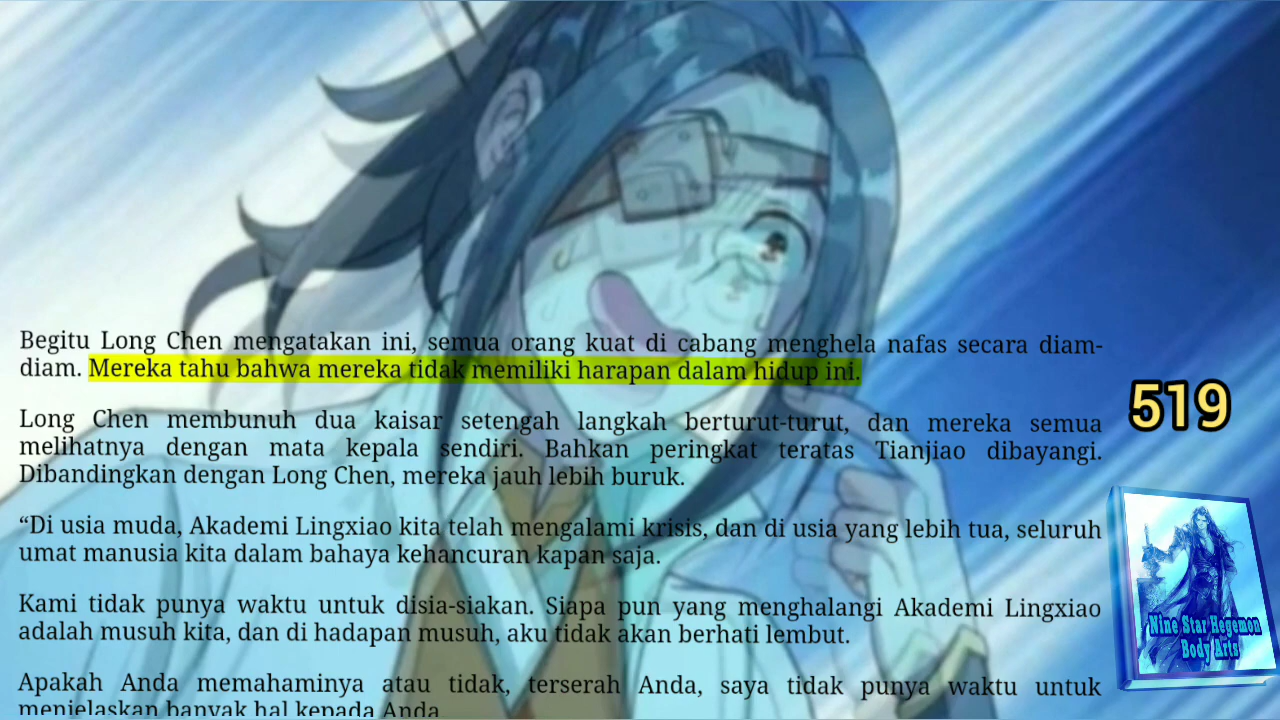 Begitu Long Chen mengatakan ini, semua orang kuat di cabang menghela nafas secara diam-
diam. Mereka tahu bahwa mereka tidak memiliki harapan dalam hidup ini.
Long Chen membunuh dua kaisar setengah langkah berturut-turut, dan mereka semua
melihatnya dengan mata kepala sendiri. Bahkan peringkat teratas Tianjiao dibayangi.
Dibandingkan dengan Long Chen, mereka jauh lebih buruk.
“Di usia muda, Akademi Lingxiao kita telah mengalami krisis, dan di usia yang lebih tua, seluruh
umat manusia kita dalam bahaya kehancuran kapan saja.
Kami tidak punya waktu untuk disia-siakan. Siapa pun yang menghalangi Akademi Lingxiao
adalah musuh kita, dan di hadapan musuh, aku tidak akan berhati lembut.
Apakah Anda memahaminya atau tidak, terserah Anda, saya tidak punya waktu untuk
menjelaskan banyak hal kepada Anda
519
Nine Star Hegemon
Body Arts